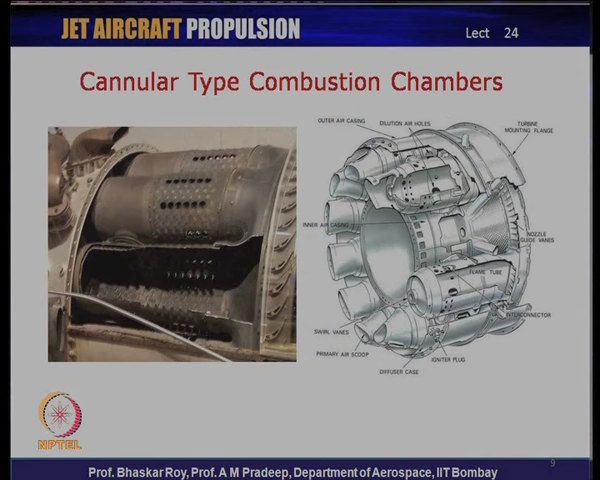 JET AIRCRAFT PROPULSION
Lect 24
Cannular Type Combustion Chambers
OUTER AIR CASING
DILUTION AIR HOLES
TURBINE
MOUNTING FLANGE
INNER AIR CASING
NOZZLE
GUIDE VANES
FLAME TUBE
INTERCONNECTOR
SWIRL VANES
PRIMARY AIR SCOOP
IGNITER PLUG
DIFFUSER CASE
NPTEL
9
Prof. Bhaskar Roy, Prof. A M Pradeep, Department of Aerospace, IIT Bombay